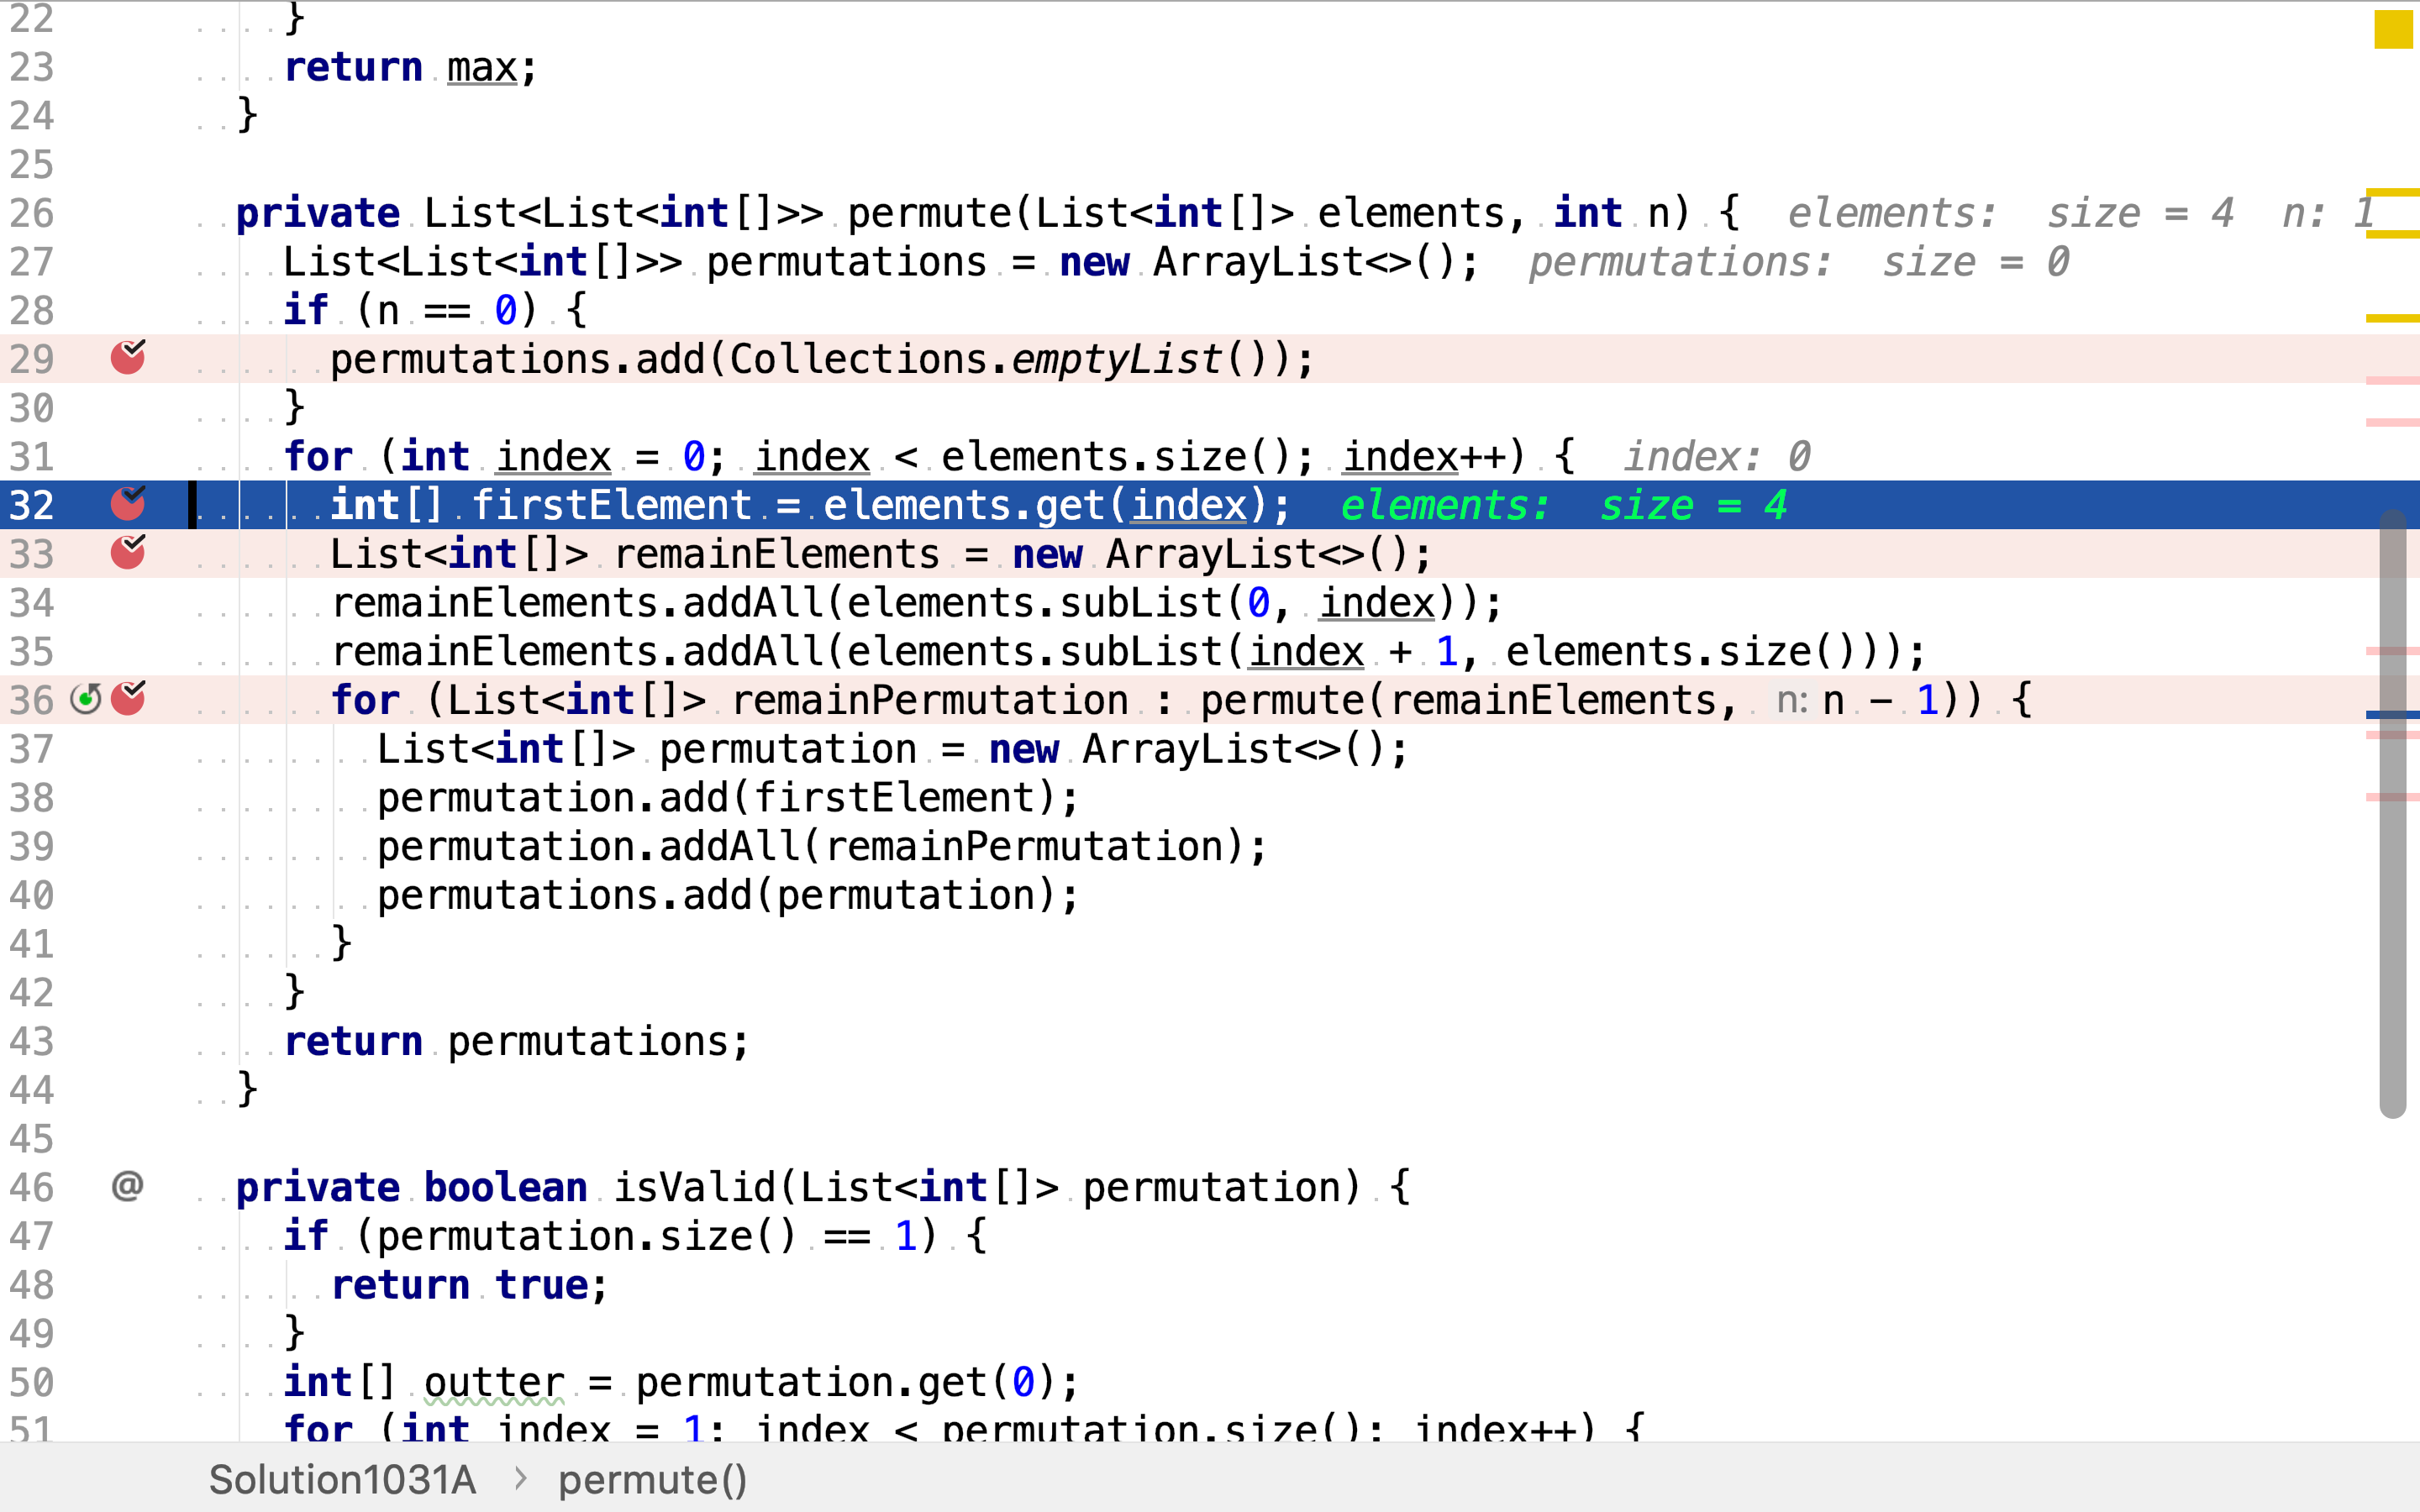 22 }
23 return max;
24 }
25
26 private List<List<int[]>> permute(List<int[]> elements, int n) { elements: size = 4 n: 1
27 List<List<int[]>> permutations = new ArrayList<>(); permutations: size = 0
28 if (n == 0) {
29 permutations.add(Collections.emptyList());
30 }
31 for (int index = 0; index < elements.size(); index++) { index: 0
32 int[] firstElement = elements.get(index); elements: size = 4
33 List<int[]> remainElements = new ArrayList<>();
34 remainElements.addAll(elements.subList(0, index));
35 remainElements.addAll(elements.subList(index + 1, elements.size()));
36 for (List<int[]> remainPermutation : permute(remainElements, n: n - 1)) {
37 List<int[]> permutation = new ArrayList<>();
38 permutation.add(firstElement);
39 permutation.addAll(remainPermutation);
40 permutations.add(permutation);
41 }
42 }
43 return permutations;
44 }
45
46 @ private boolean isValid(List<int[]> permutation) {
47 if (permutation.size() == 1) {
48 return true;
49 }
50 int[] outter = permutation.get(0);
51 for (int index = 1; index < permutation.size(); index++) {
Solution1031A > permute()